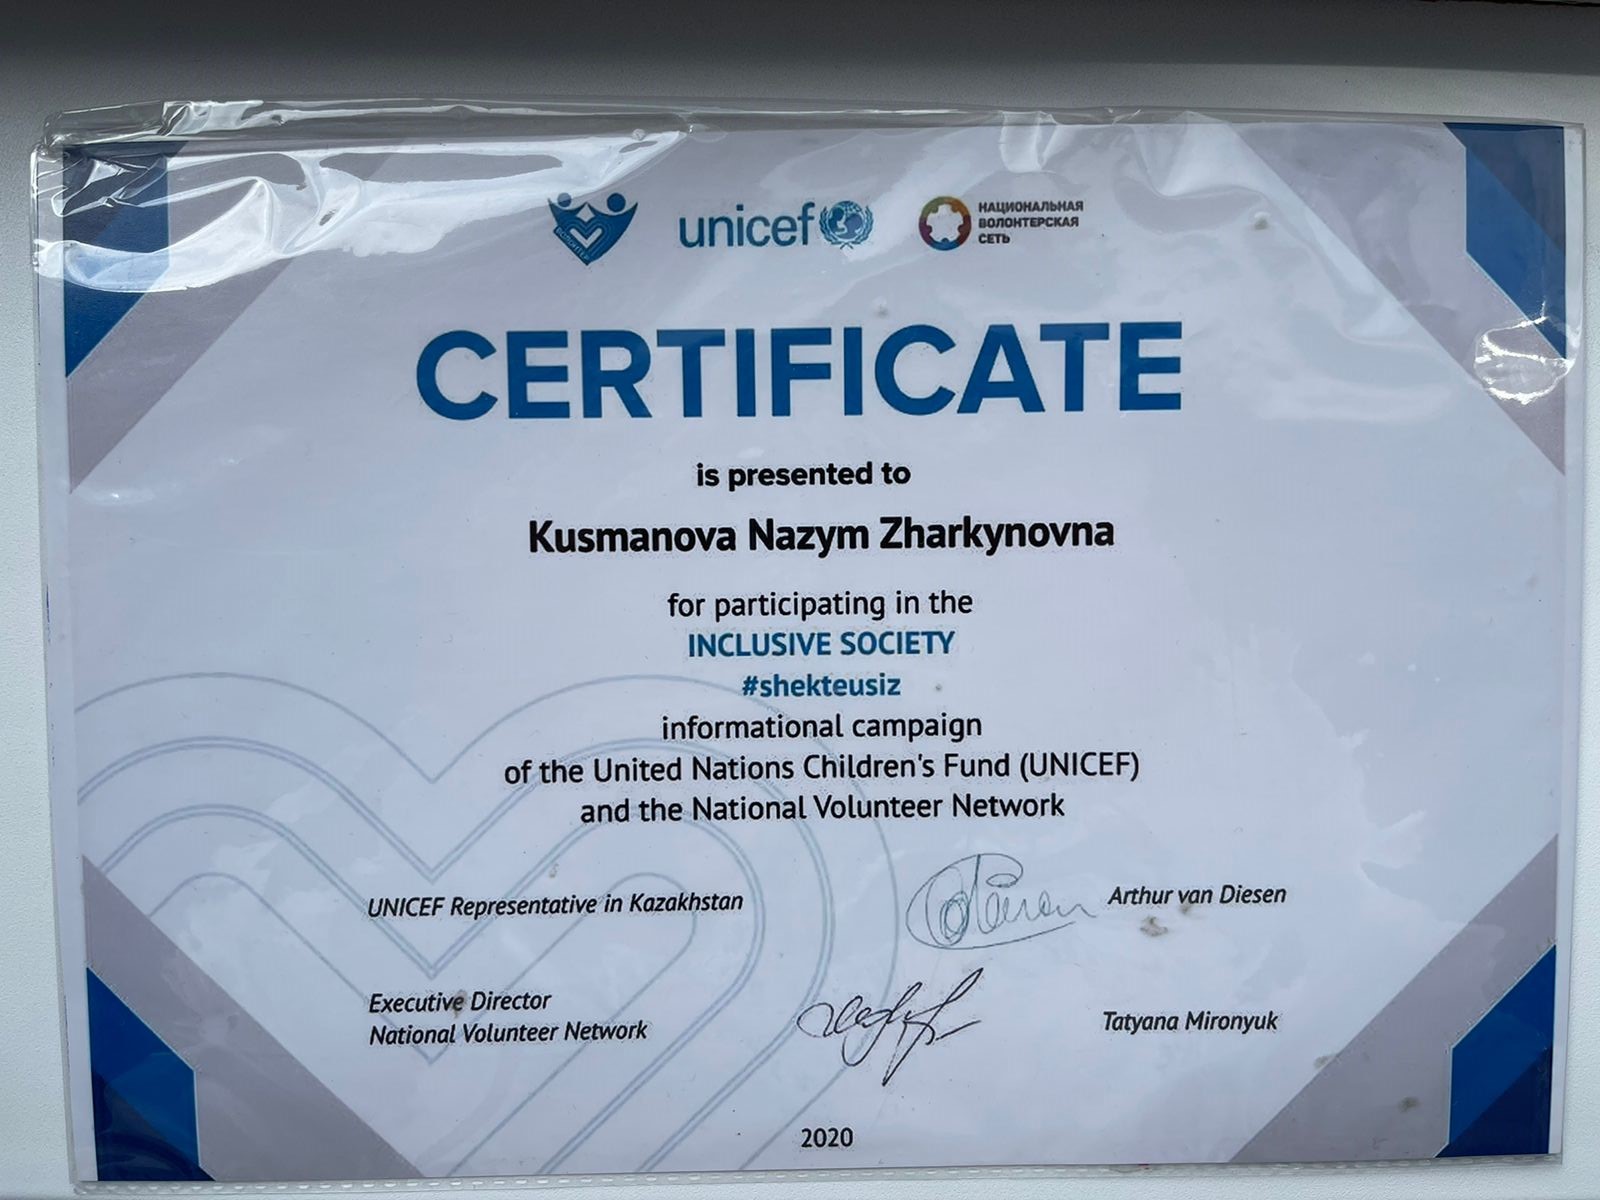 unicef
НАЦИОНАЛЬНАЯ
ВОЛОНТЕРСКАЯ
СЕТЬ
CERTIFICATE
is presented to
Kusmanova Nazym Zharkynovna
for participating in the
INCLUSIVE SOCIETY
#shekteusiz
informational campaign
of the United Nations Children's Fund (UNICEF)
and the National Volunteer Network
UNICEF Representative in Kazakhstan
Arthur van Diesen
Executive Director
National Volunteer Network
Tatyana Mironyuk
2020